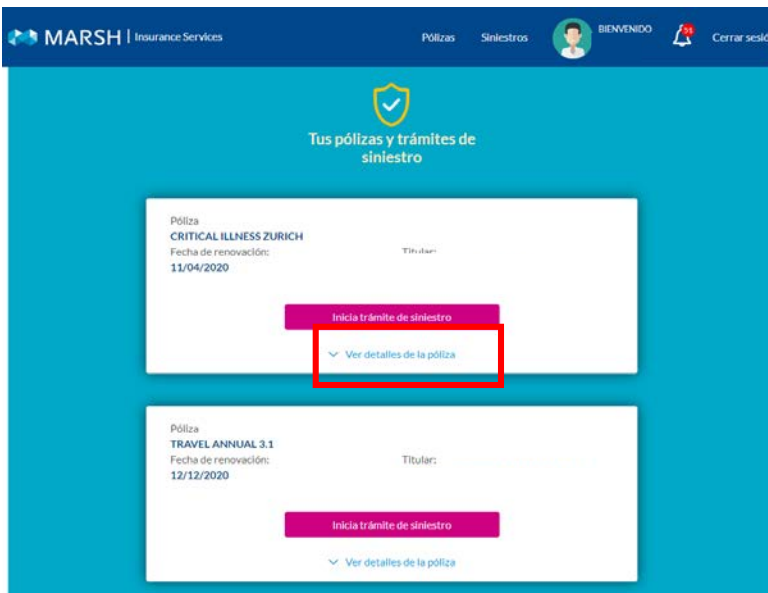 MARSH | Insurance Services
Pólizas
Siniestros
BIENVENIDO
Cerrar sesió
Tus pólizas y trámites de
siniestro
Póliza
CRITICAL ILLNESS ZURICH
Fecha de renovación:
Titular:
11/04/2020
Inicia trámite de siniestro
Ver detalles de la póliza
Póliza
TRAVEL ANNUAL 3.1
Fecha de renovación:
Titular:
12/12/2020
Inicia trámite de siniestro
Ver detalles de la póliza